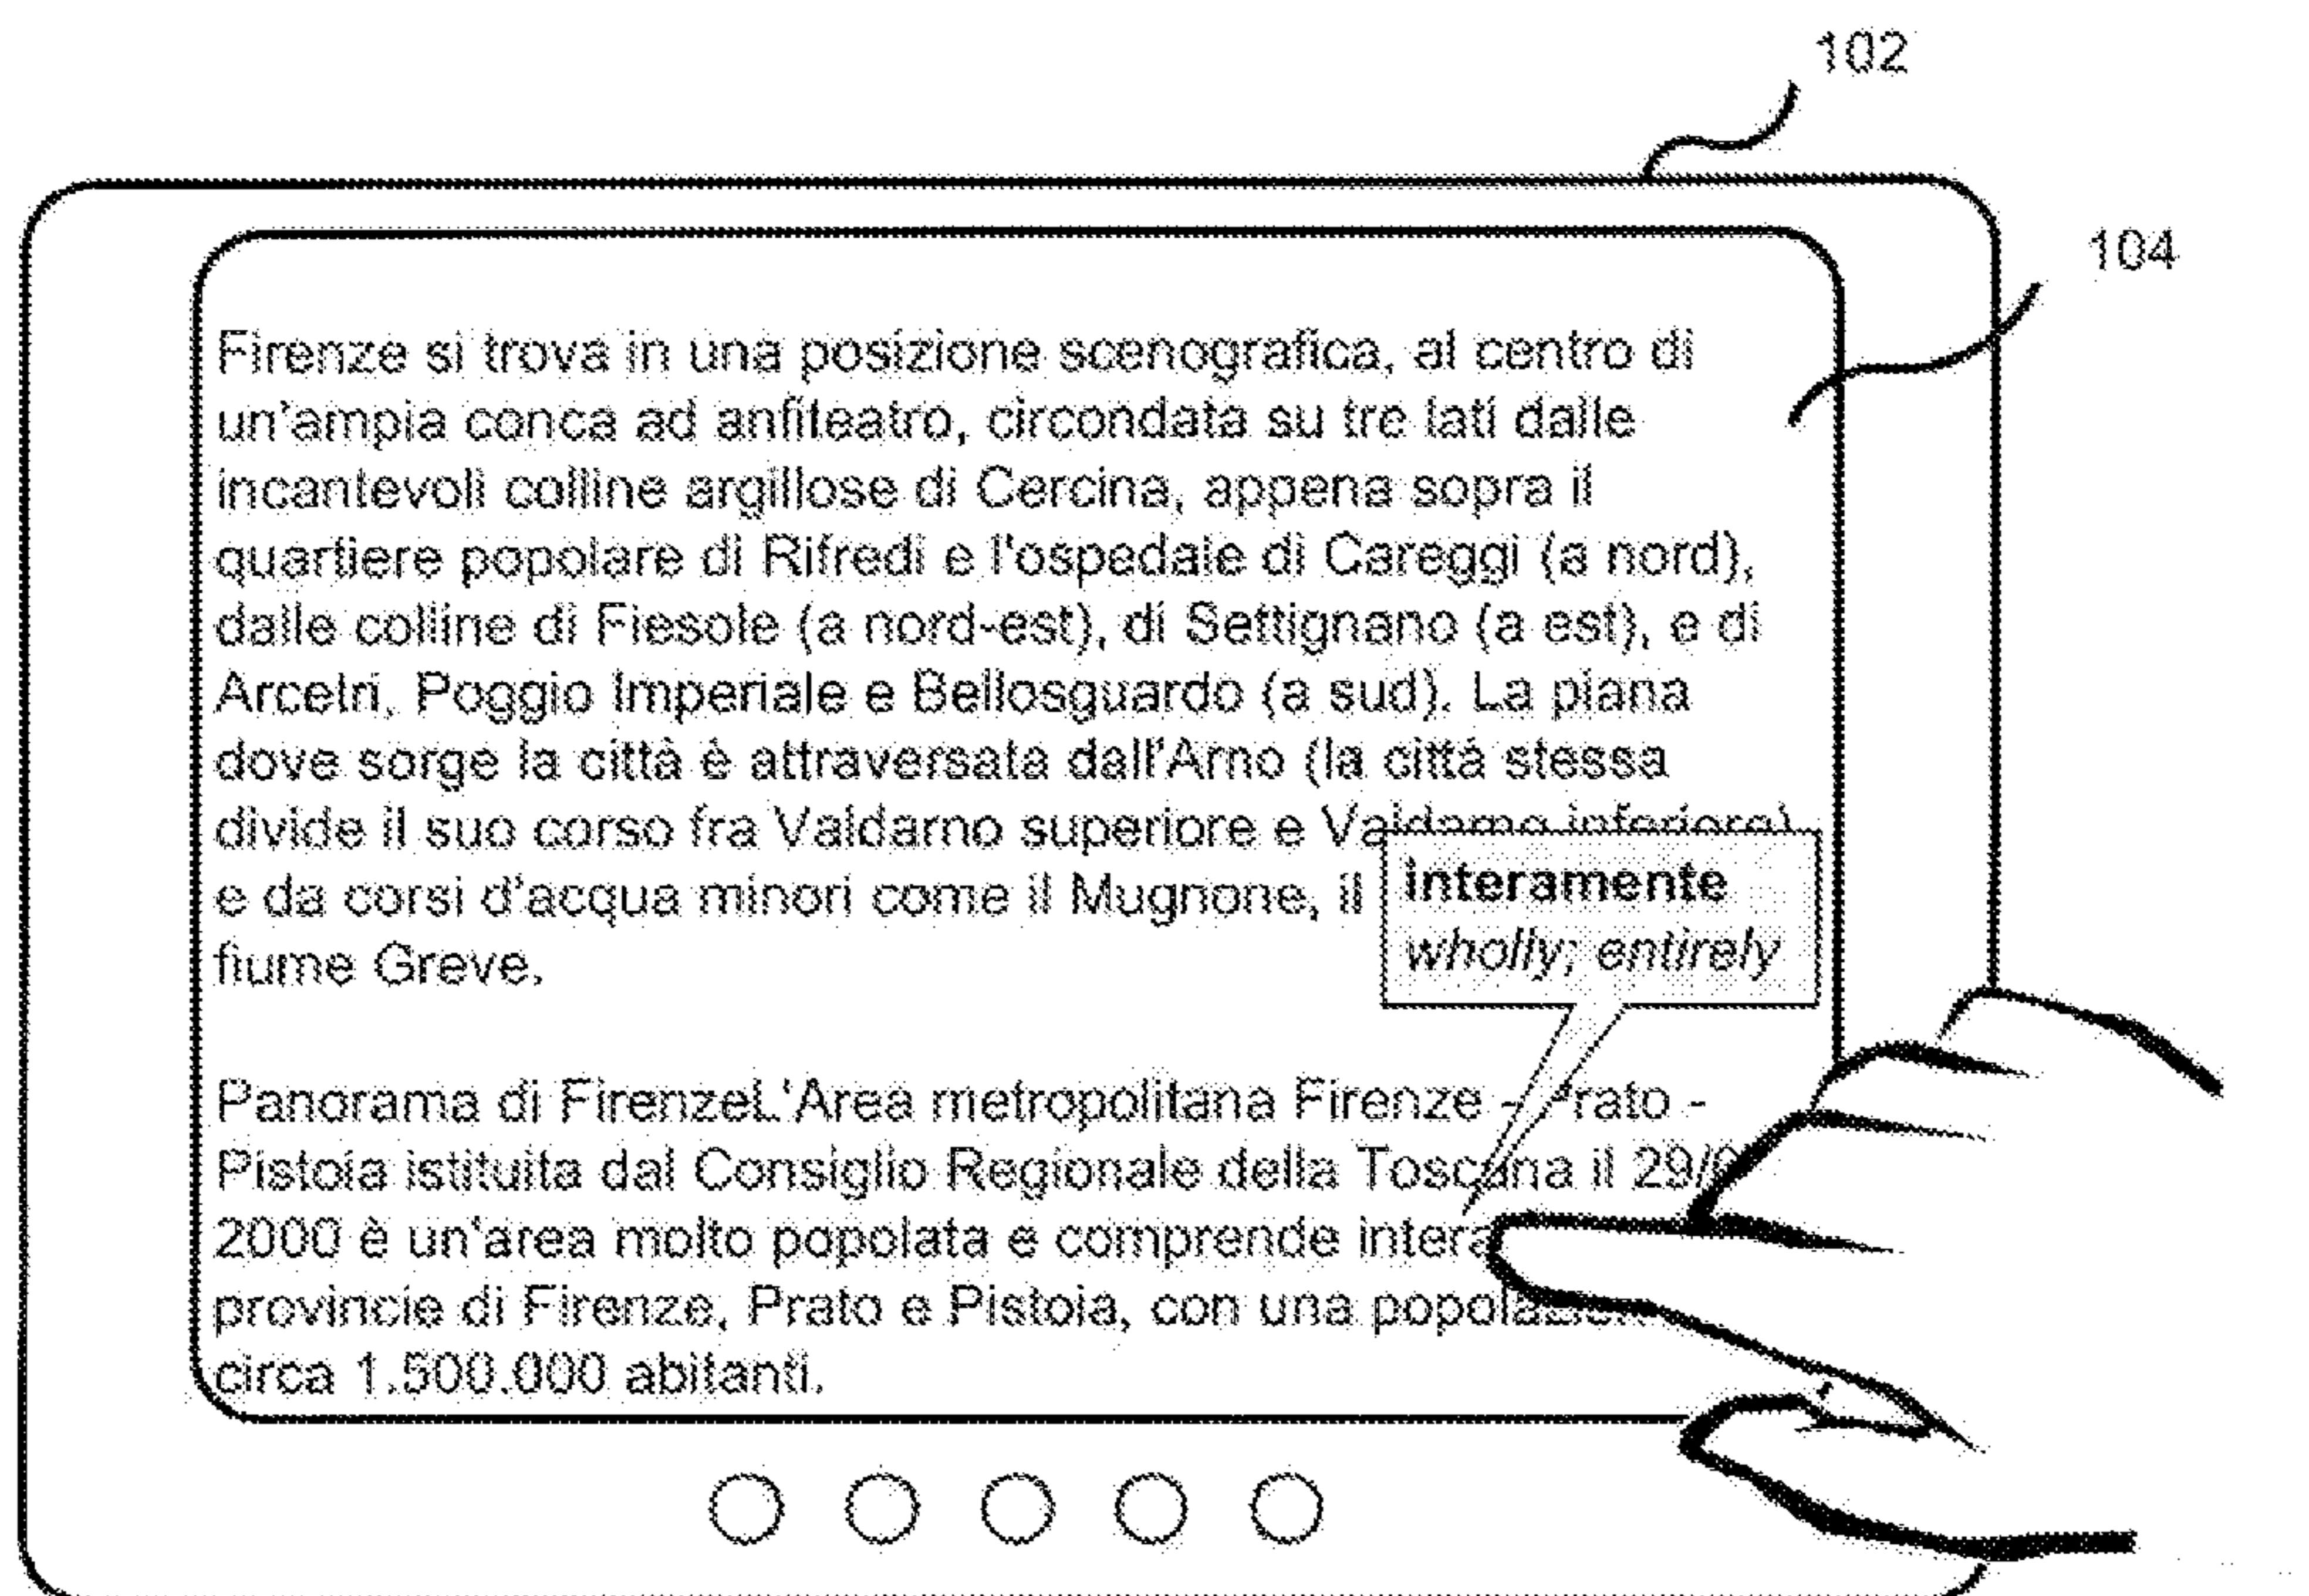 102
104
Firenze si trova in una posizione scenografica, al centro di
un'ampia conca ad anfiteatro, circondata su tre lati dalle
incantevoli colline argillose di Cercina, appena sopra il
quartiere popolare di Rifredi e l'ospedale di Careggi (a nord),
dalle colline di Fiesole (a nord-est), di Settignano (a est), e di
Arcetri, Poggio Imperiale e Bellosguardo (a sud). La piana
dove sorge la città è attraversata dall'Arno (la città stessa
divide il suo corso fra Valdarno superiore e Valdarno inferiore)
e da corsi d'acqua minori come il Mugnone, il
fiume Greve.
interamente
wholly; entirely
Panorama di FirenzeL'Area metropolitana Firenze - Prato -
Pistoia istituita dal Consiglio Regionale della Toscana il 29/
2000 è un'area molto popolata e comprende intera
provincie di Firenze, Prato e Pistoia, con una
circa 1.500.000 abitanti.